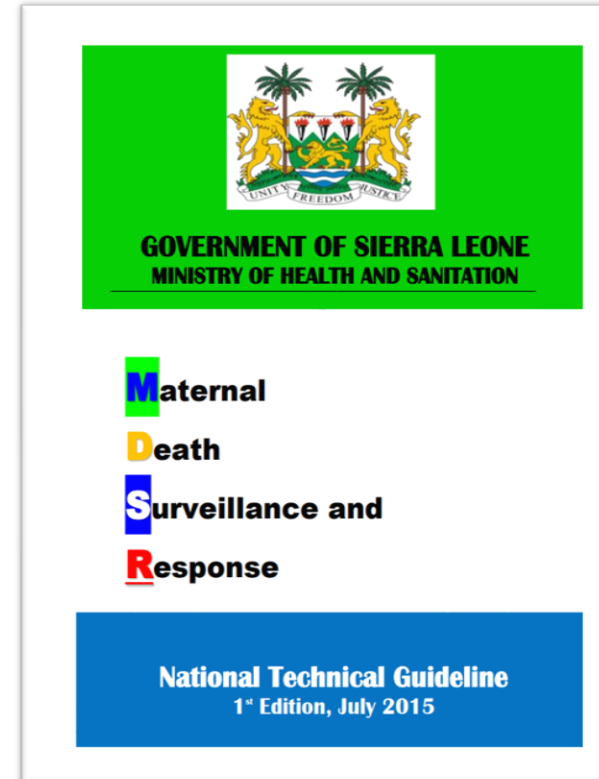 UNITY FREEDOM JUSTICE
GOVERNMENT OF SIERRA LEONE
MINISTRY OF HEALTH AND SANITATION
Maternal
Death
Surveillance and
Response
National Technical Guideline
1st Edition, July 2015